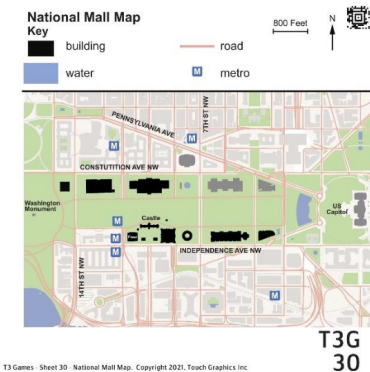 National Mall Map
Key
building
road
water
M
metro
800 Feet
N
PENNSYLVANIA AVE
7TH ST NW
M
M
CONSTUTITION AVE NW
Washington
Monument
Castle
US
Capitol
M
M
M
INDEPENDENCE AVE NW
14TH ST NW
M
T3G
30
T3 Games - Sheet 30 - National Mall Map. Copyright 2021, Touch Graphics Inc